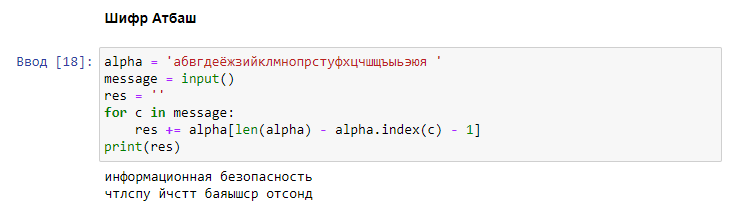 Шифр Атбаш
Ввод [18]:
alpha = 'абвгдеёжзийклмнопрстуфхцчшщъыьэюя '
message = input()
res = ''
for c in message:
    res += alpha[len(alpha) - alpha.index(c) - 1]
print(res)
информационная безопасность
чтлспу йчстт баяышср отсонд